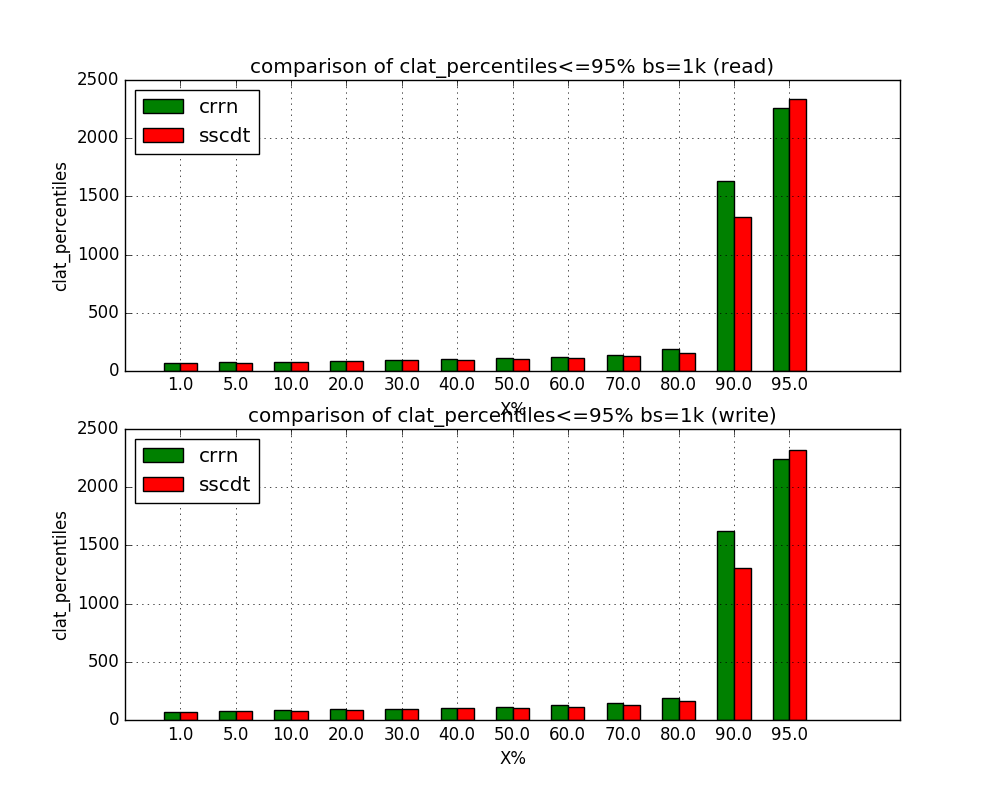 comparison of clat_percentiles<=95% bs=1k (read)
clat_percentiles
2500
2000
1500
1000
500
0
crrn
sscdt
1.0 5.0 10.0 20.0 30.0 40.0 50.0 60.0 70.0 80.0 90.0 95.0
X%
comparison of clat_percentiles<=95% bs=1k (write)
clat_percentiles
2500
2000
1500
1000
500
0
crrn
sscdt
1.0 5.0 10.0 20.0 30.0 40.0 50.0 60.0 70.0 80.0 90.0 95.0
X%